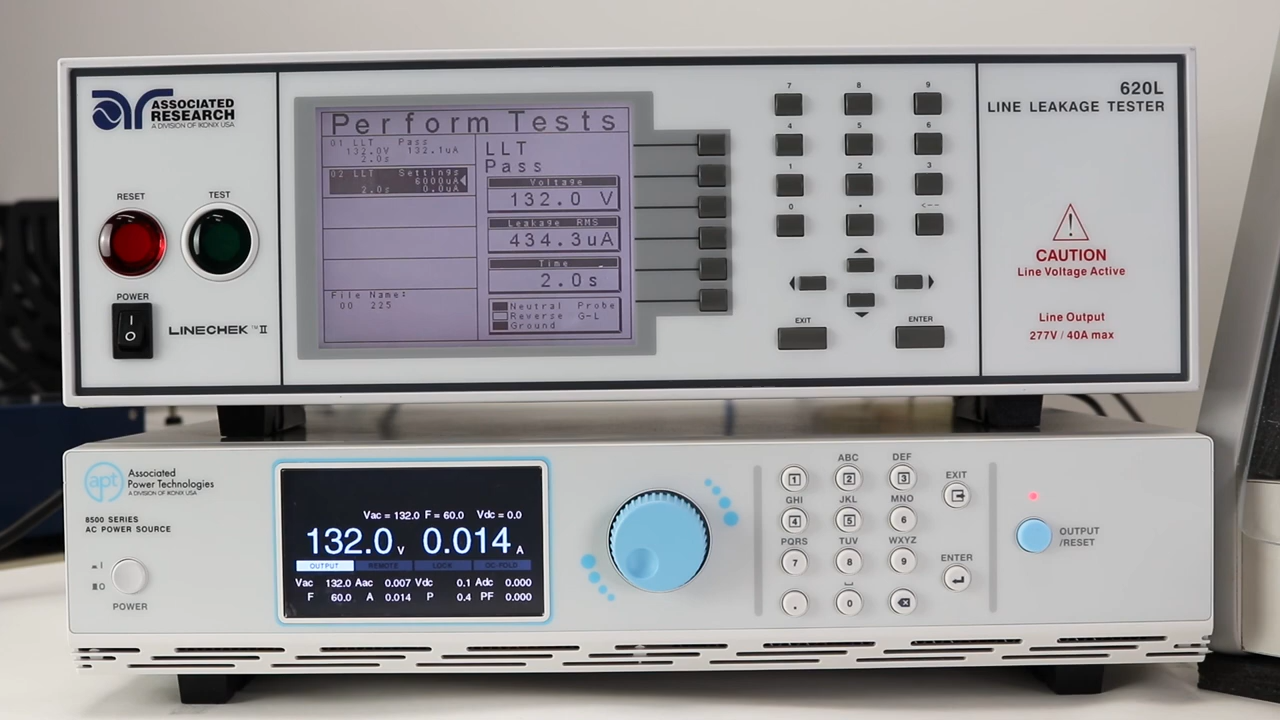 ASSOCIATED
RESEARCH
A DIVISION OF IKONIX USA
RESET
TEST
POWER
I
O
LINECHEK™ II
Perform Tests
01 LLT Pass
132.0V 132.1uA
2.0s
02 LLT Settings
6000uA
2.0s 0.0uA
File Name:
00 225
LLT
Pass
Voltage
132.0 V
Leakage RMS
434.3uA
Time
2.0s
Neutral Probe
Reverse G-L
Ground
7 8 9
4 5 6
1 2 3
0 • <--
EXIT
ENTER
620L
LINE LEAKAGE TESTER
CAUTION
Line Voltage Active
Line Output
277V / 40A max
apt
Associated
Power Technologies
A DIVISION OF IKONIX USA
8500 SERIES
AC POWER SOURCE
I
O
POWER
Vac = 132.0 F = 60.0 Vdc = 0.0
132.0 V 0.014 A
OUTPUT REMOTE LOCK OC-FOLD
Vac 132.0 Aac 0.007 Vdc 0.1 Adc 0.000
F 60.0 A 0.014 P 0.4 PF 0.000
ABC DEF
1 2 3
GHI JKL MNO
4 5 6
PQRS TUV WXYZ
7 8 9
. 0
EXIT
ENTER
OUTPUT
/RESET